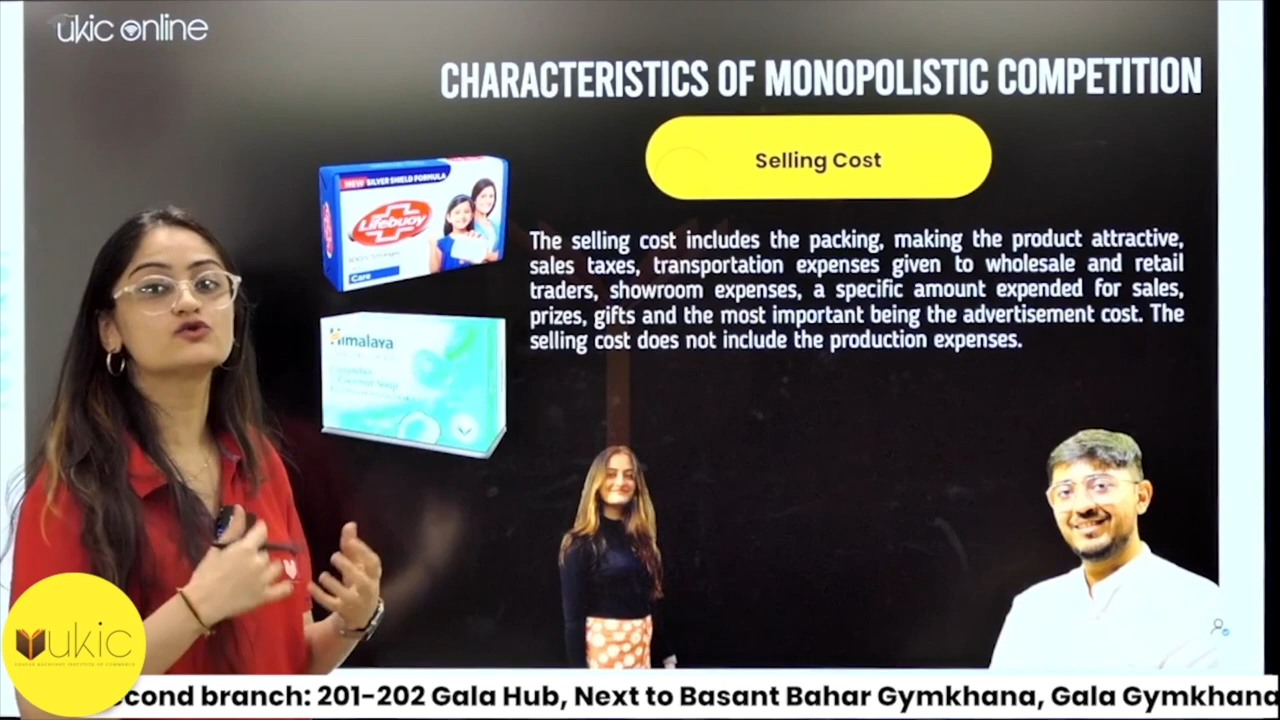 ukic online
CHARACTERISTICS OF MONOPOLISTIC COMPETITION
Selling Cost
NEW SILVER SHIELD FORMULA
Lifebuoy
Care
Himalaya
The selling cost includes the packing, making the product attractive,
sales taxes, transportation expenses given to wholesale and retail
traders, showroom expenses, a specific amount expended for sales,
prizes, gifts and the most important being the advertisement cost. The
selling cost does not include the production expenses.
ukic
cond branch: 201-202 Gala Hub, Next to Basant Bahar Gymkhana, Gala Gymkhana